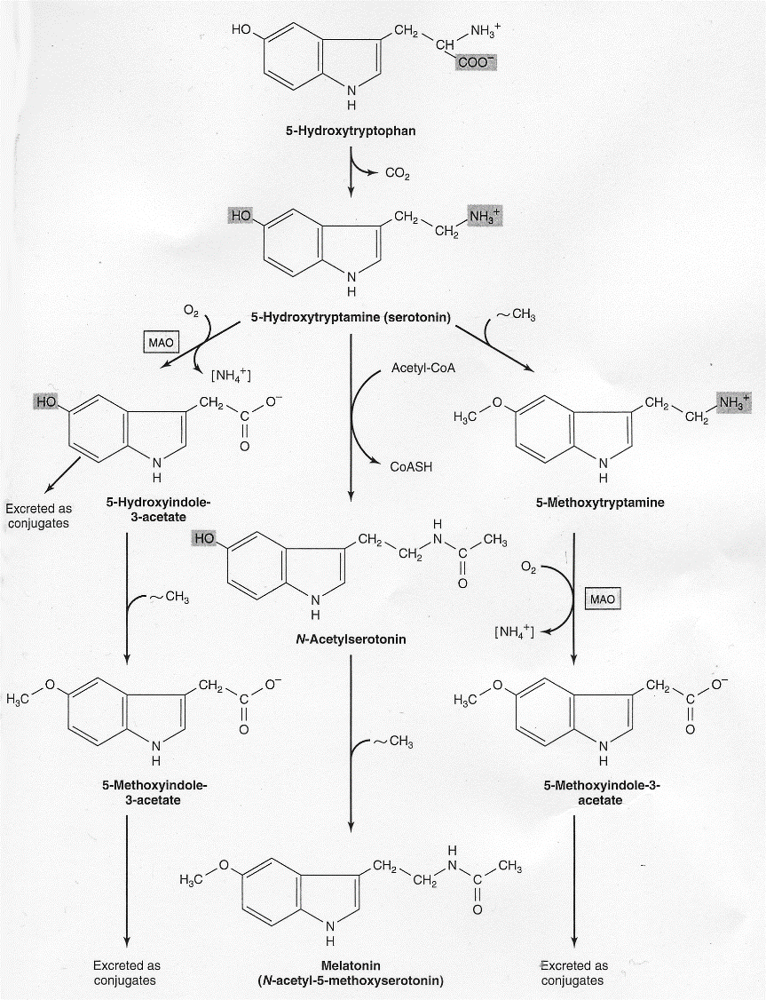 HO
CH₂
NH₃⁺
CH
COO⁻
N
H
5-Hydroxytryptophan
CO₂
HO
CH₂
NH₃⁺
CH₂
N
H
5-Hydroxytryptamine (serotonin)
O₂
MAO
[NH₄⁺]
~CH₃
Acetyl-CoA
CoASH
HO
CH₂
C
O⁻
O
N
H
5-Hydroxyindole-
3-acetate
Excreted as
conjugates
H₃C
O
CH₂
CH₂
NH₃⁺
N
H
5-Methoxytryptamine
HO
CH₂
CH₂
H
N
C
CH₃
O
N
H
N-Acetylserotonin
~CH₃
O₂
MAO
[NH₄⁺]
H₃C
O
CH₂
C
O⁻
O
N
H
5-Methoxyindole-
3-acetate
~CH₃
H₃C
O
CH₂
C
O⁻
O
N
H
5-Methoxyindole-3-
acetate
H₃C
O
CH₂
CH₂
H
N
C
CH₃
O
N
H
Melatonin
(N-acetyl-5-methoxyserotonin)
Excreted as
conjugates
Excreted as
conjugates